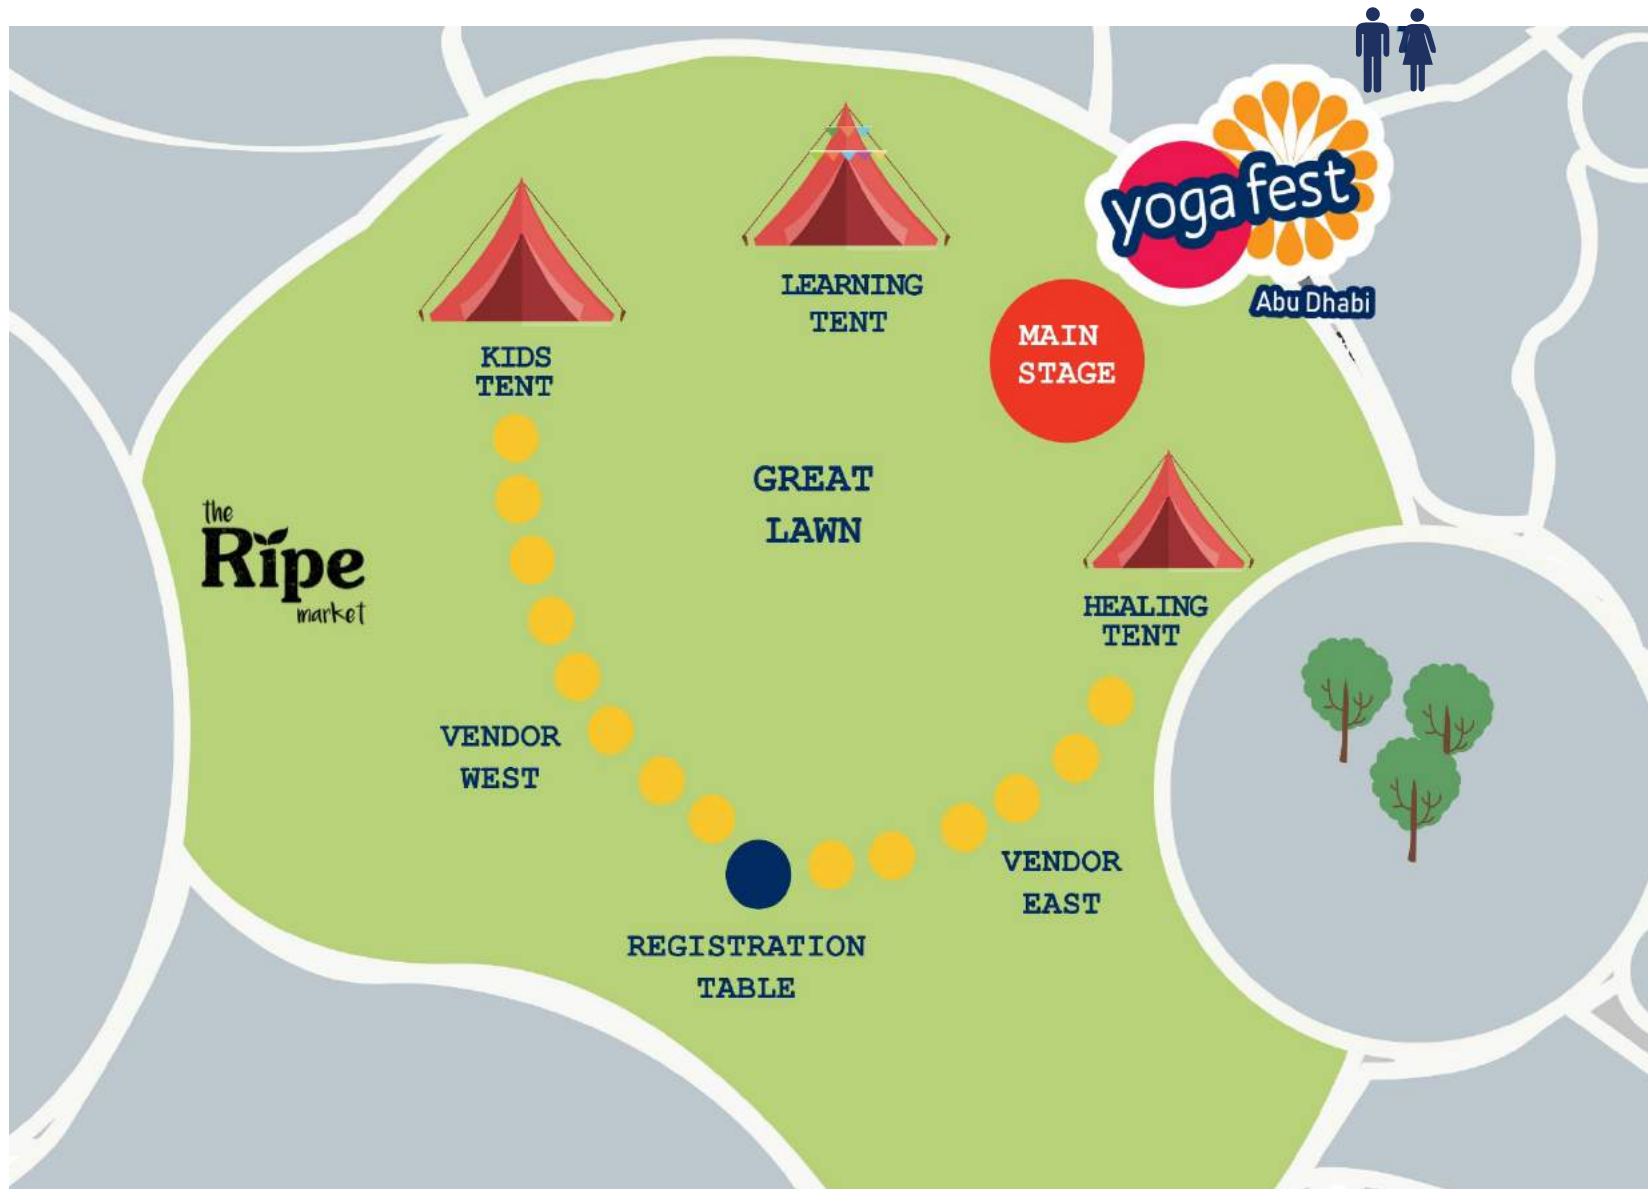 yoga fest
Abu Dhabi
LEARNING
TENT
MAIN
STAGE
KIDS
TENT
GREAT
LAWN
the
Ripe
market
HEALING
TENT
VENDOR
WEST
VENDOR
EAST
REGISTRATION
TABLE